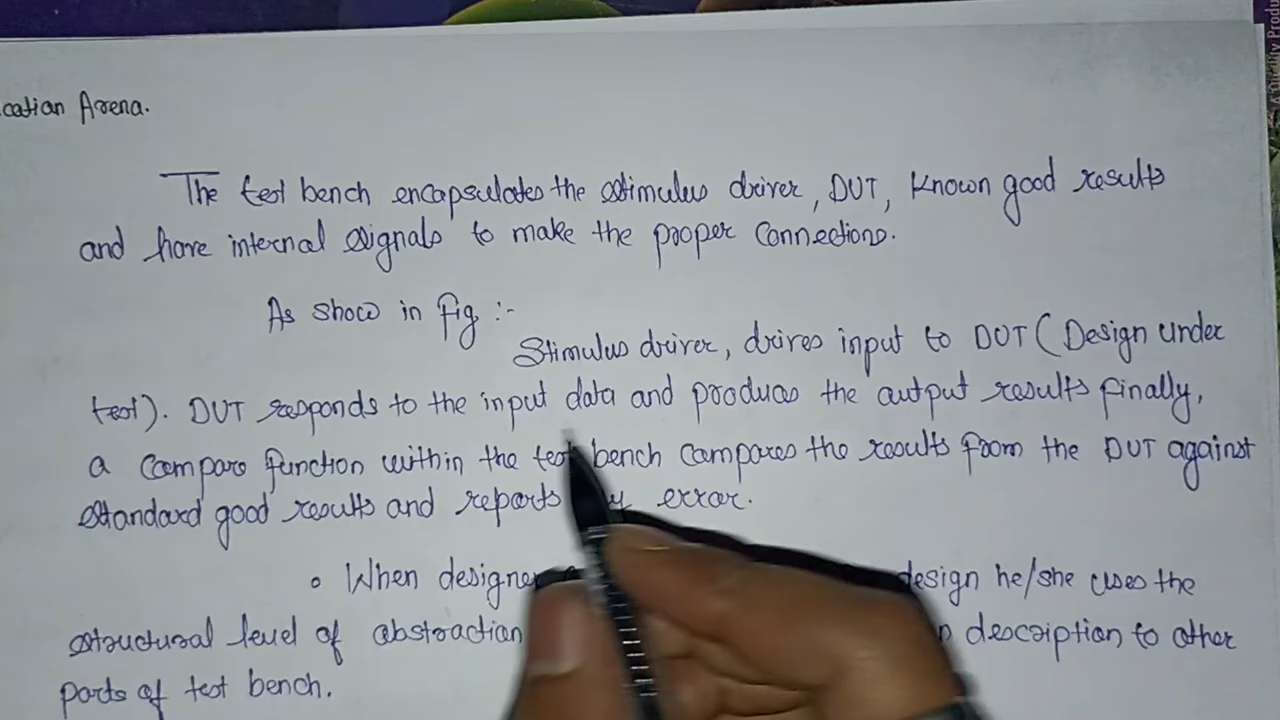 cation Arena.
The test bench encapsulates the stimulus driver, DUT, Known good results
and have internal signals to make the proper Connections.
As show in fig :-
Stimulus driver, drives input to DUT ( Design under
test). DUT responds to the input data and produces the output results finally,
a compare function within the test bench compares the results from the DUT against
standard good results and reports error.
• When designer design he/she uses the
structural level of abstraction description to other
parts of test bench.